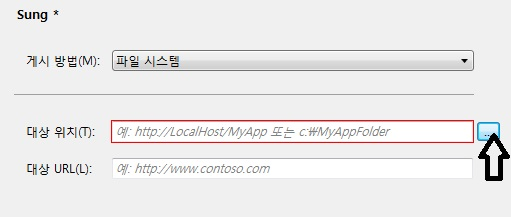 Sung *
게시 방법(M): 파일 시스템
대상 위치(T): 예: http://LocalHost/MyApp 또는 c:₩MyAppFolder ...
대상 URL(L): 예: http://www.contoso.com